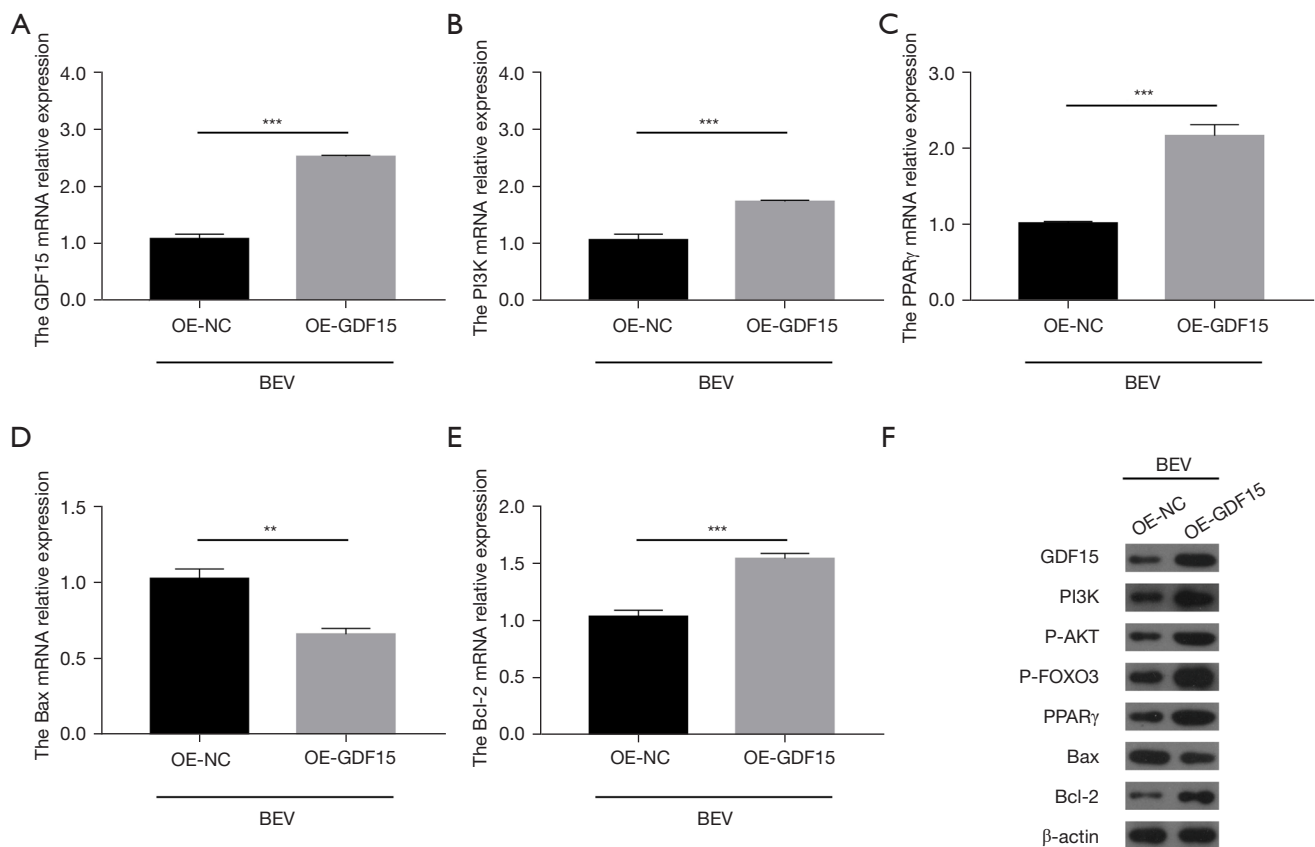 A
The GDF15 mRNA relative expression
4.0
3.0
2.0
1.0
0.0
***
OE-NC OE-GDF15
BEV
B
The PI3K mRNA relative expression
4.0
3.0
2.0
1.0
0.0
***
OE-NC OE-GDF15
BEV
C
The PPARγ mRNA relative expression
3.0
2.0
1.0
0.0
***
OE-NC OE-GDF15
BEV
D
The Bax mRNA relative expression
1.5
1.0
0.5
0.0
**
OE-NC OE-GDF15
BEV
E
The Bcl-2 mRNA relative expression
2.0
1.5
1.0
0.5
0.0
***
OE-NC OE-GDF15
BEV
F
BEV
OE-NC OE-GDF15
GDF15
PI3K
P-AKT
P-FOXO3
PPARγ
Bax
Bcl-2
β-actin